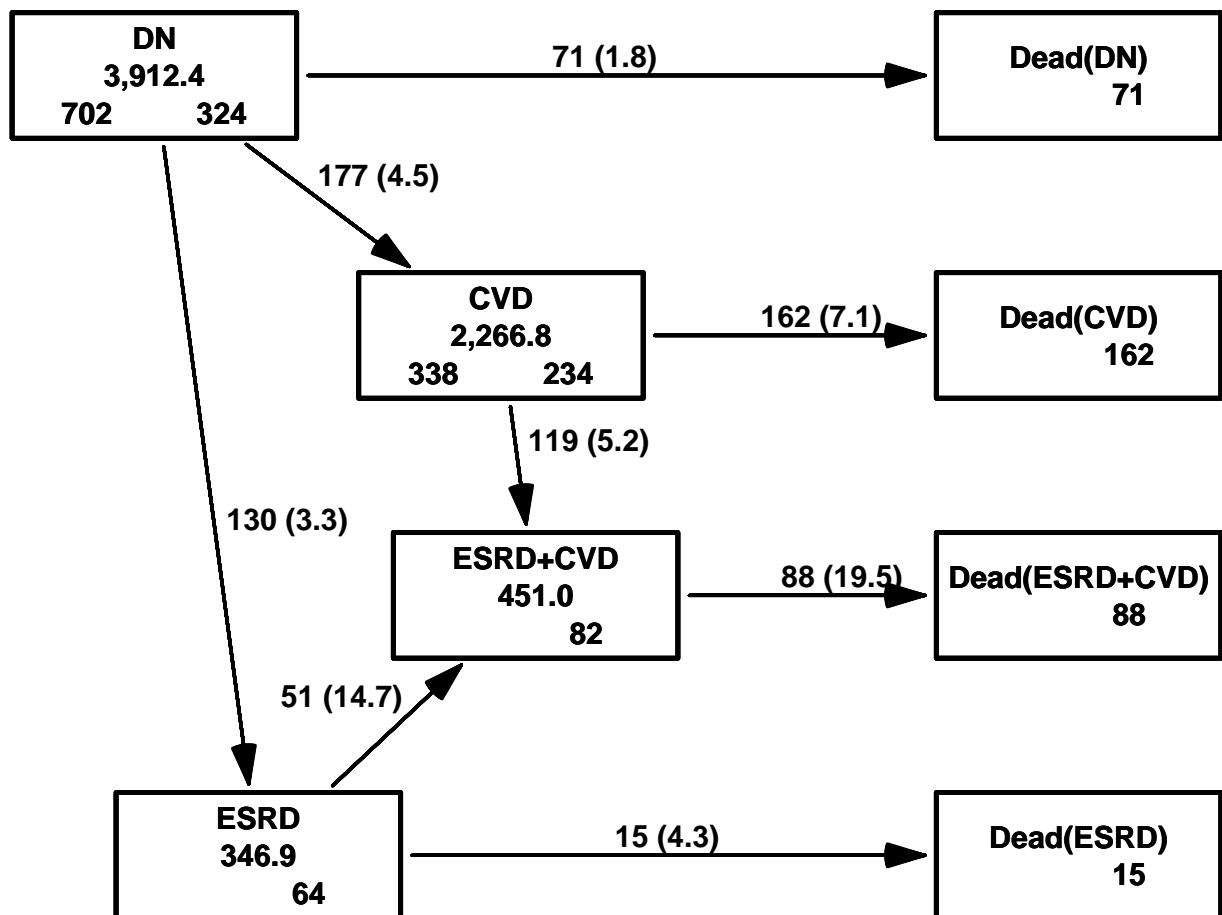 DN
3,912.4
702 324
71 (1.8)
Dead(DN)
71
177 (4.5)
CVD
2,266.8
338 234
162 (7.1)
Dead(CVD)
162
119 (5.2)
130 (3.3)
ESRD+CVD
451.0
82
88 (19.5)
Dead(ESRD+CVD)
88
51 (14.7)
ESRD
346.9
64
15 (4.3)
Dead(ESRD)
15